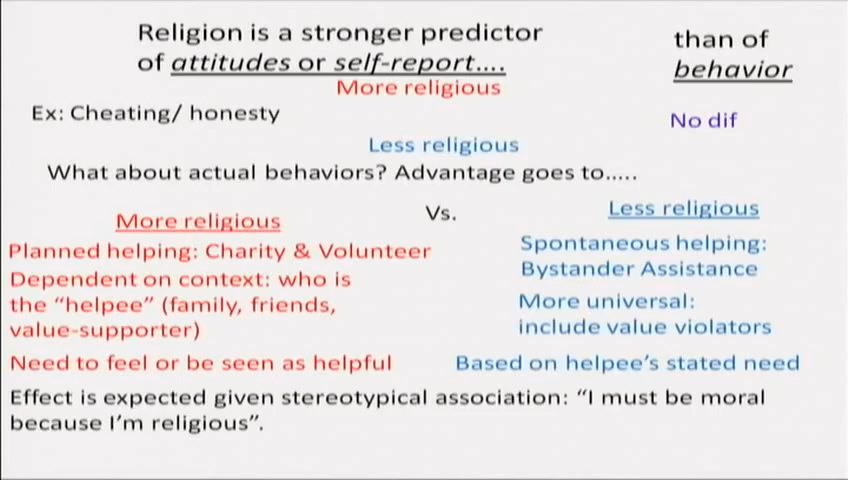 Religion is a stronger predictor
of attitudes or self-report....
than of
behavior
More religious
Ex: Cheating/ honesty
No dif
Less religious
What about actual behaviors? Advantage goes to.....
More religious
Vs.
Less religious
Planned helping: Charity & Volunteer
Dependent on context: who is
the “helpee” (family, friends,
value-supporter)
Need to feel or be seen as helpful
Spontaneous helping:
Bystander Assistance
More universal:
include value violators
Based on helpee’s stated need
Effect is expected given stereotypical association: “I must be moral
because I’m religious”.